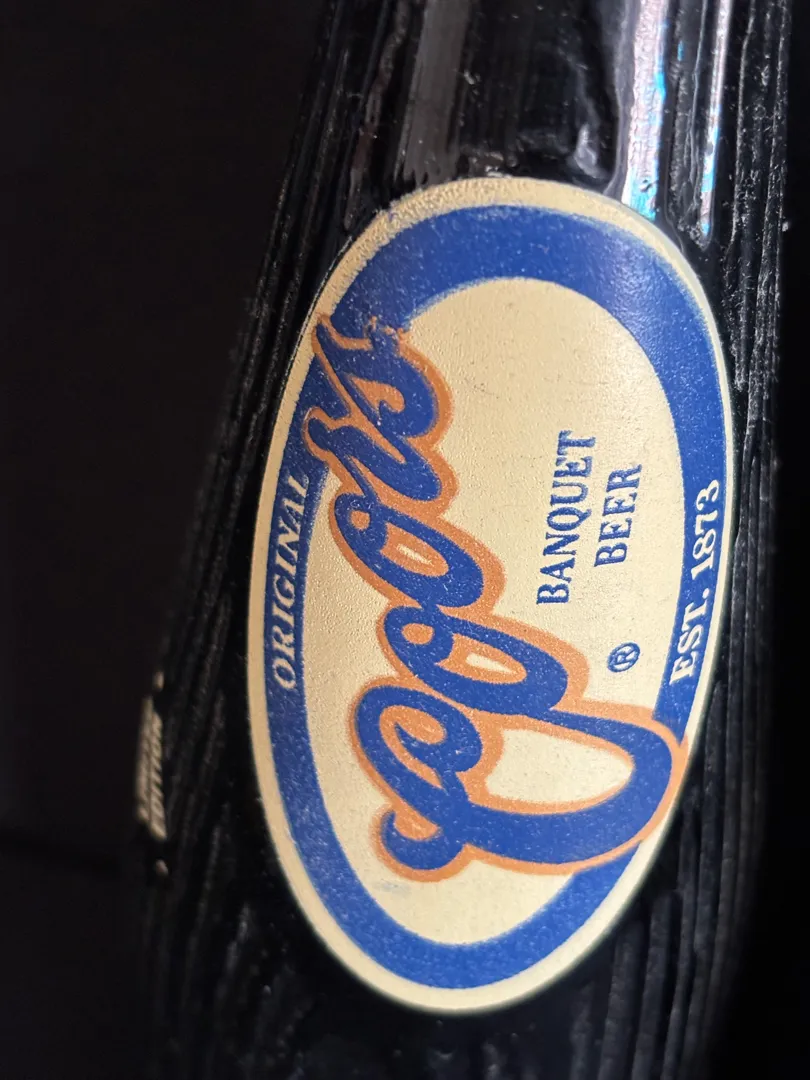 ORIGINAL
Coors
®
BANQUET
BEER
EST. 1873